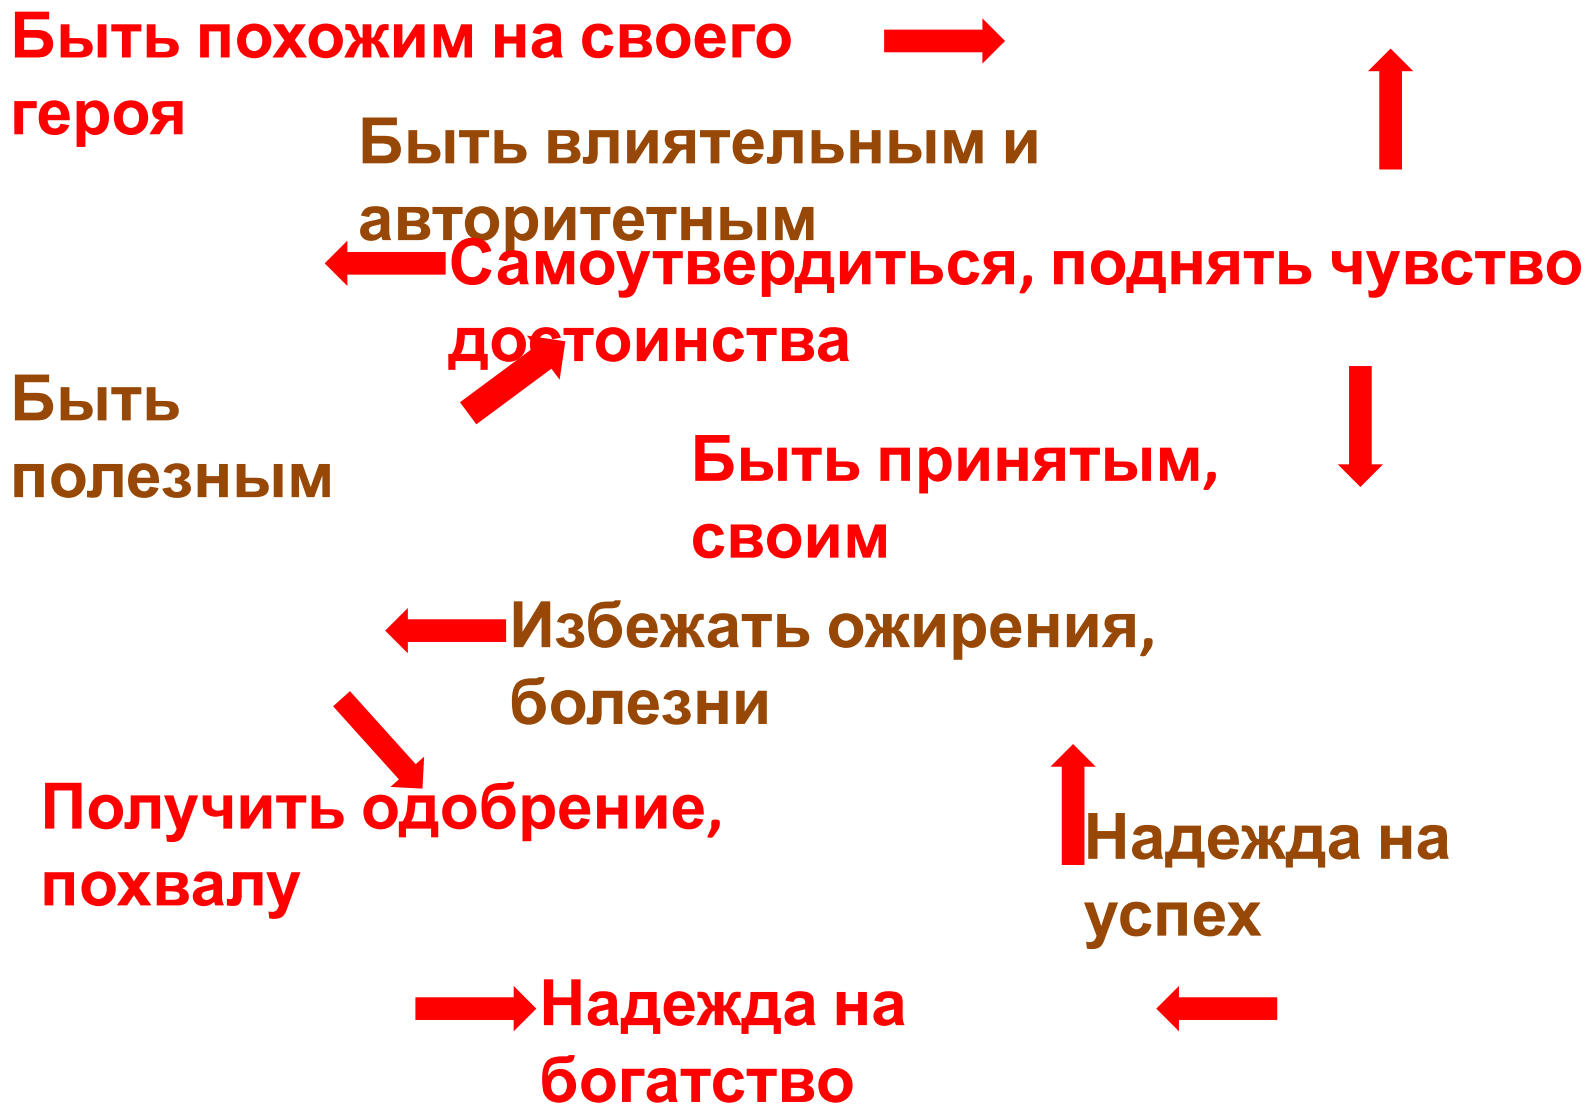 Быть похожим на своего
героя
Быть влиятельным и
авторитетным
Самоутвердиться, поднять чувство
достоинства
Быть
полезным
Быть принятым,
своим
Избежать ожирения,
болезни
Получить одобрение,
похвалу
Надежда на
успех
Надежда на
богатство